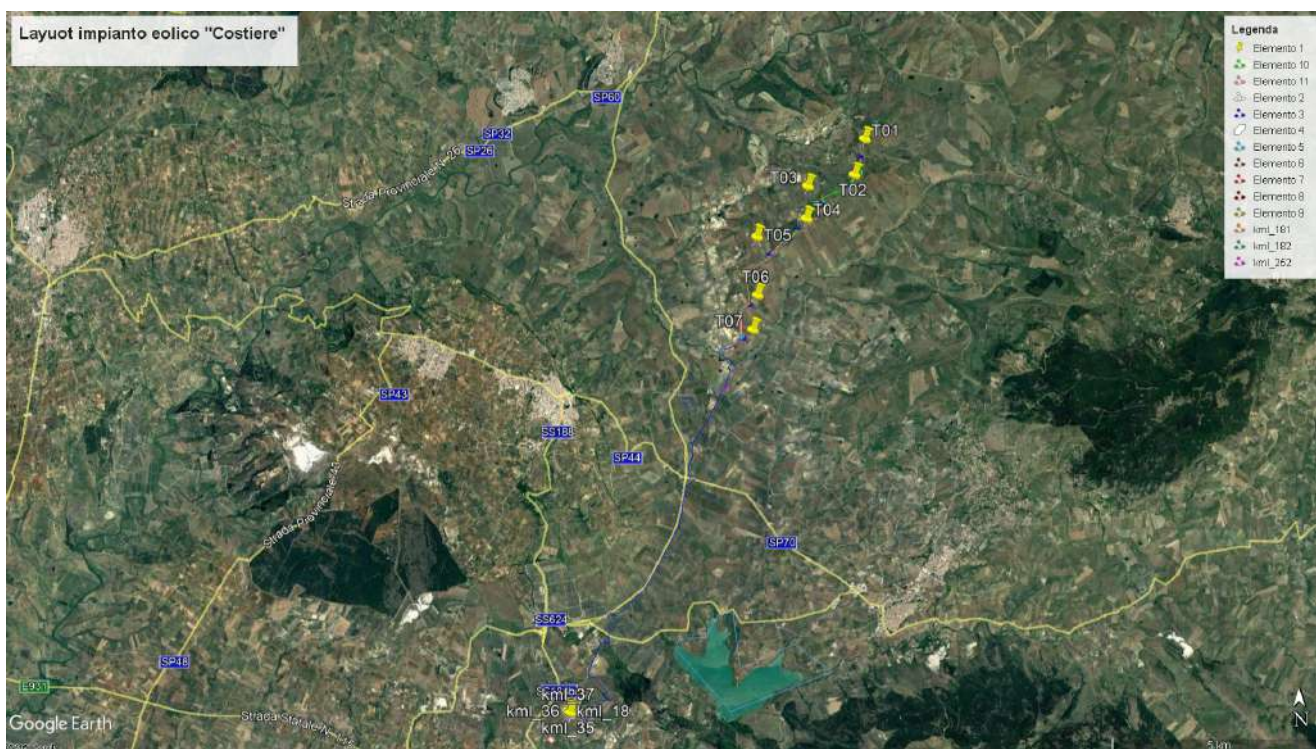 Layuot impianto eolico "Costiere"
Legenda
Elemento 1
Elemento 10
Elemento 11
Elemento 2
Elemento 3
Elemento 4
Elemento 5
Elemento 6
Elemento 7
Elemento 8
Elemento 9
kml_181
kml_182
kml_262
SP60
SP32
SP26
Strada Provinciale N. 26
T01
T02
T03
T04
T05
T06
T07
SP43
SS188
SP44
Strada Provinciale
SP70
SS624
SP48
E931
Strada Statale N.
kml_37
kml_36
kml_18
kml_35
Google Earth
N
5 km